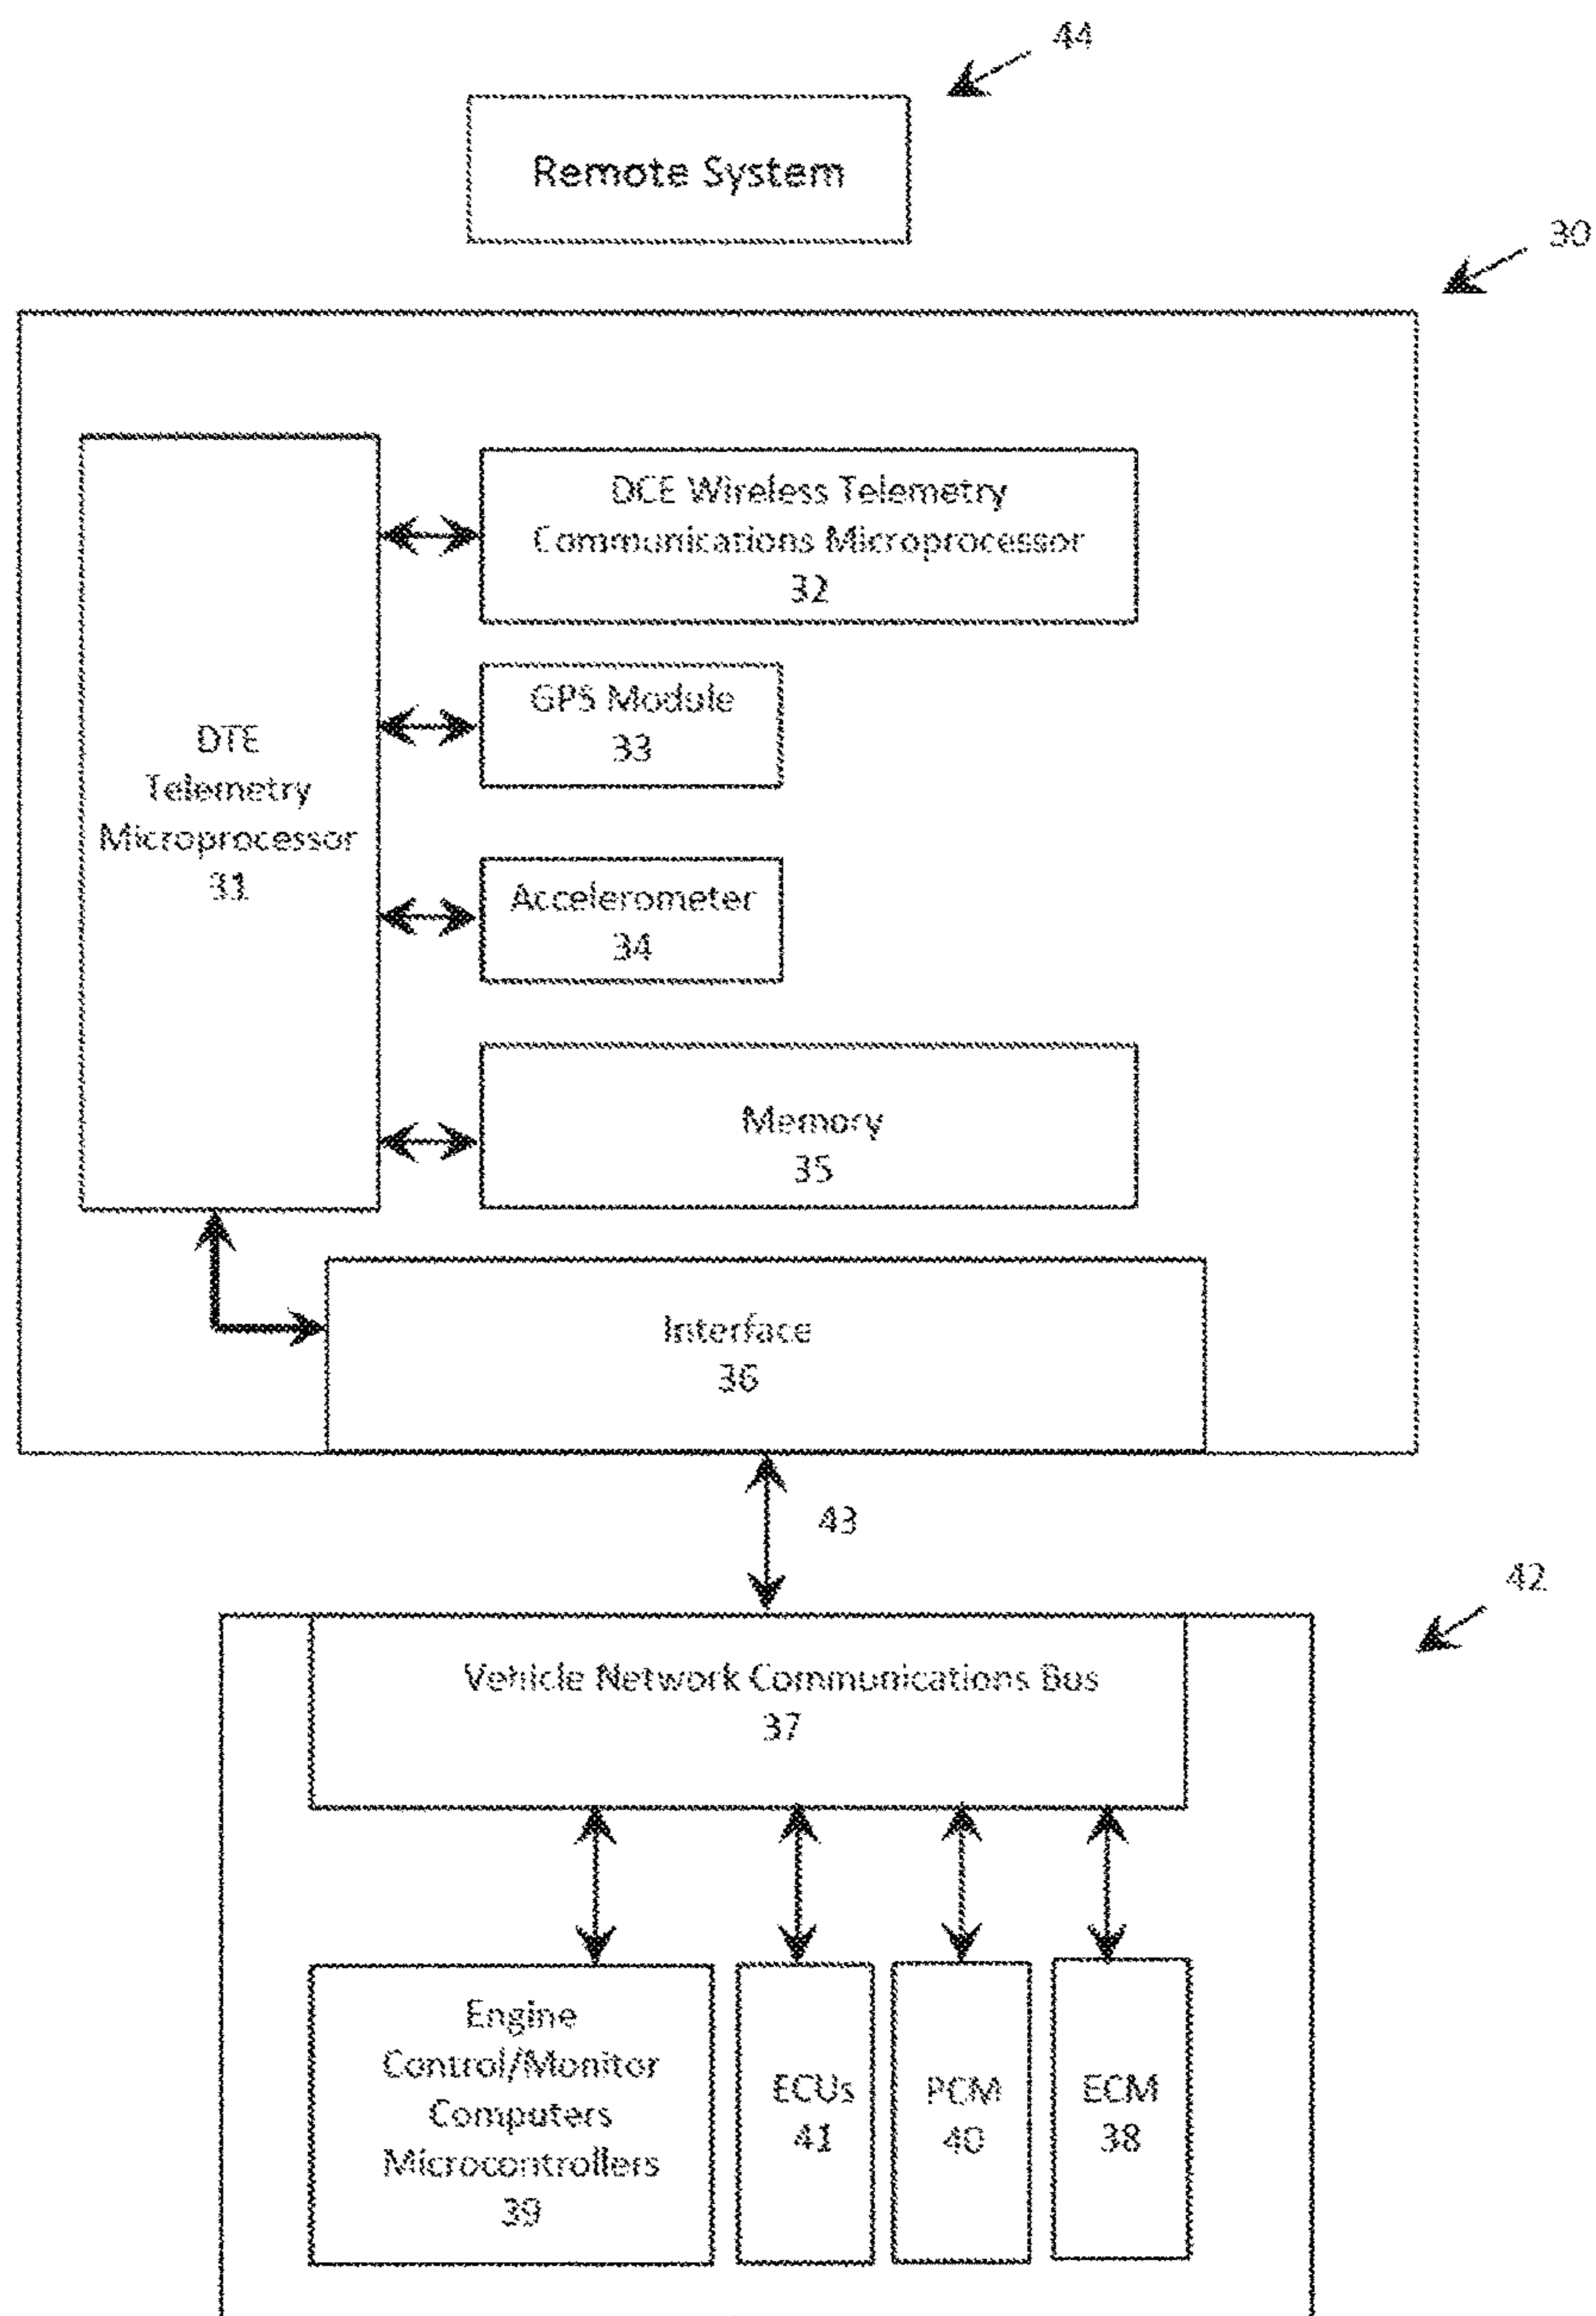 44
Remote System
30
DCE Wireless Telemetry
Communications Microprocessor
32
GPS Module
33
DTE
Telemetry
Microprocessor
31
Accelerometer
34
Memory
35
Interface
36
43
42
Vehicle Network Communications Bus
37
Engine
Control/Monitor
Computers
Microcontrollers
39
ECUs
41
PCM
40
ECM
38